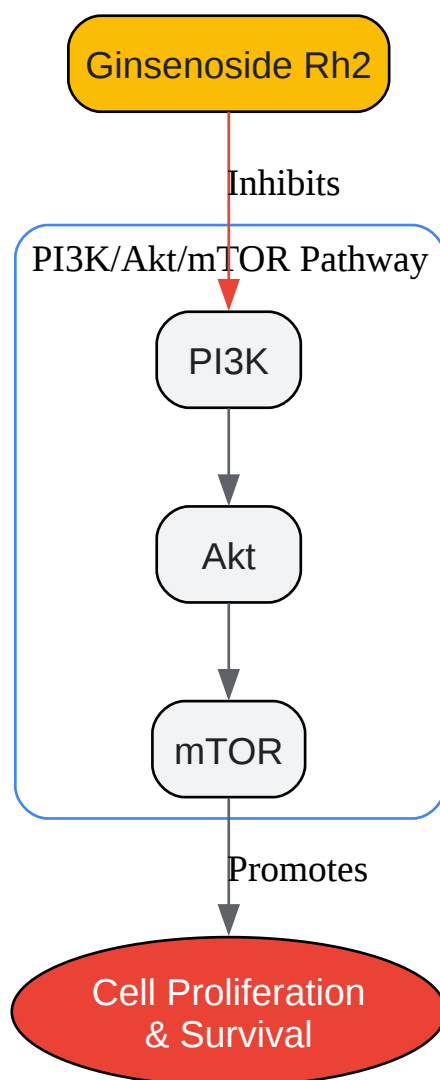 Ginsenoside Rh2
Inhibits
PI3K/Akt/mTOR Pathway
PI3K
Akt
mTOR
Promotes
Cell Proliferation
& Survival